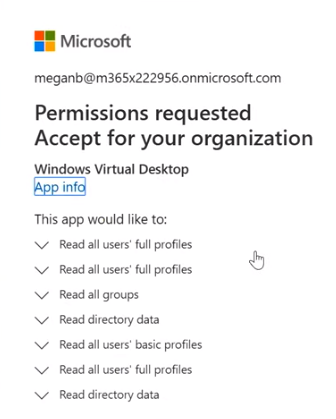 Microsoft
meganb@m365x222956.onmicrosoft.com
Permissions requested
Accept for your organization
Windows Virtual Desktop
App info
This app would like to:
Read all users' full profiles
Read all users' full profiles
Read all groups
Read directory data
Read all users' basic profiles
Read all users' full profiles
Read directory data